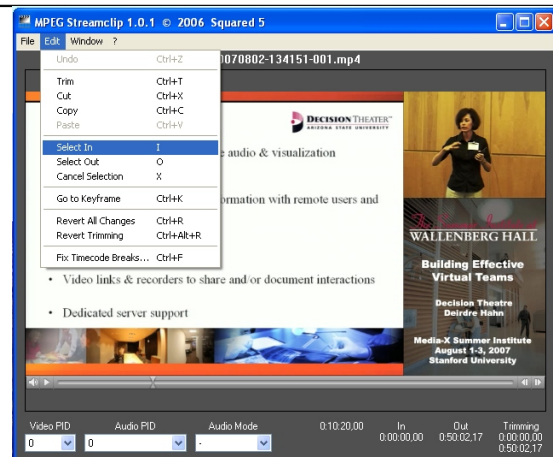 MPEG Streamclip 1.0.1 © 2006 Squared 5
File Edit Window ?
0070802-134151-001.mp4
Undo Ctrl+Z
Trim Ctrl+T
Cut Ctrl+X
Copy Ctrl+C
Paste Ctrl+V
Select In I
Select Out O
Cancel Selection X
Go to Keyframe Ctrl+K
Revert All Changes Ctrl+R
Revert Trimming Ctrl+Alt+R
Fix Timecode Breaks... Ctrl+F
DECISION THEATER™
ARIZONA STATE UNIVERSITY
audio & visualization
ormation with remote users and
• Video links & recorders to share and/or document interactions
• Dedicated server support
WALLENBERG HALL
Building Effective
Virtual Teams
Decision Theatre
Deirdre Hahn
Media-X Summer Institute
August 1-3, 2007
Stanford University
Video PID Audio PID Audio Mode 0:10:20,00 In Out Trimming
0 0 - 0:00:00,00 0:50:02,17 0:00:00,00
0:50:02,17